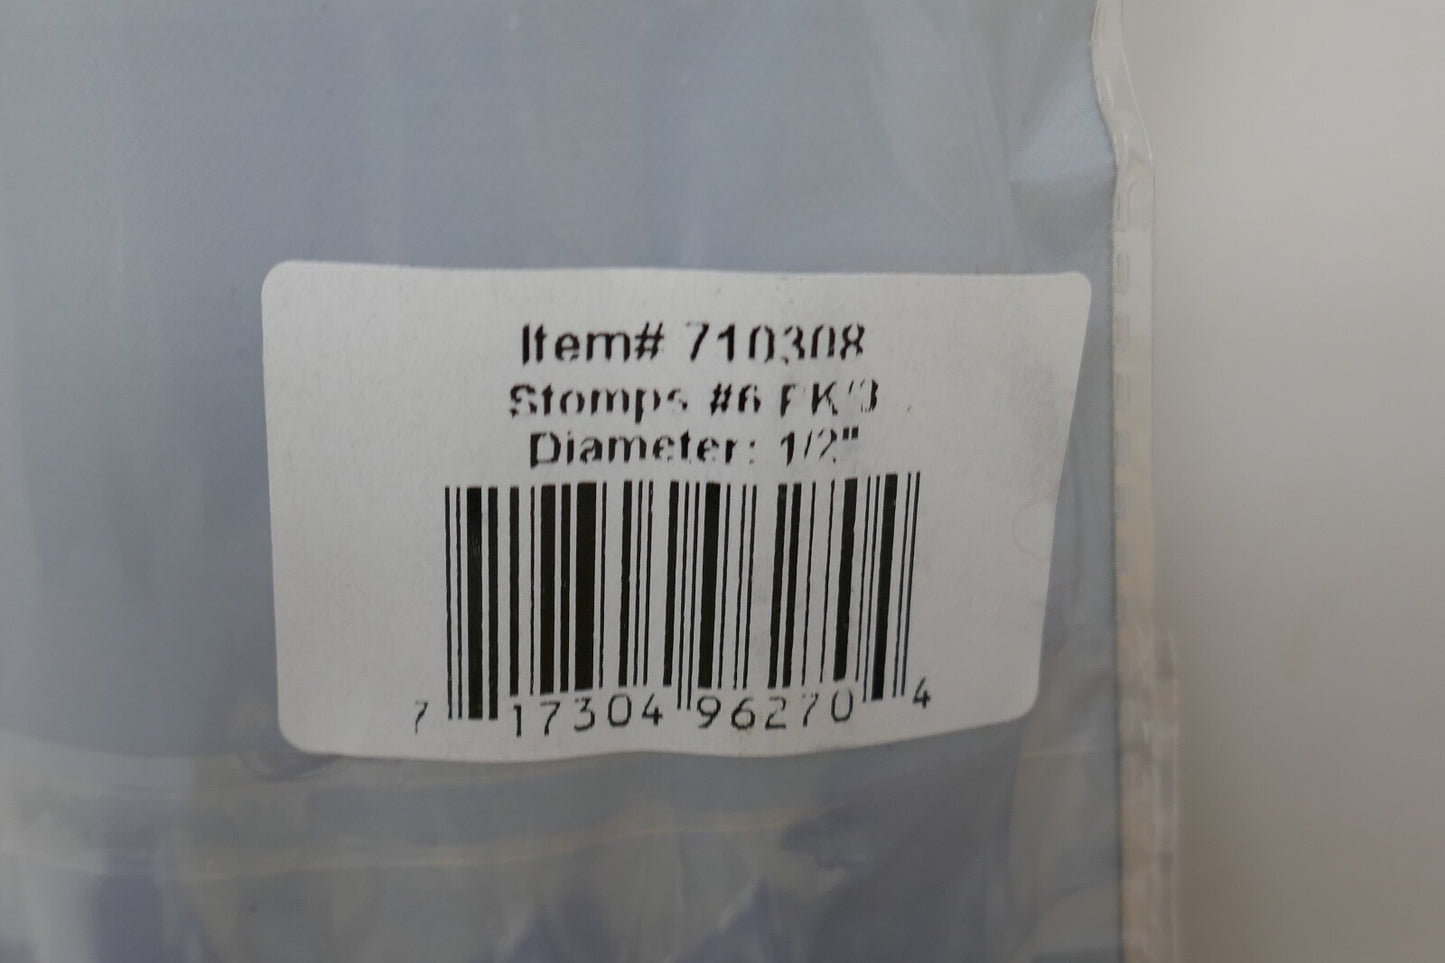 Item# 710308
Stomps #6 PK/3
Diameter: 1/2"
7 17304 96270 4